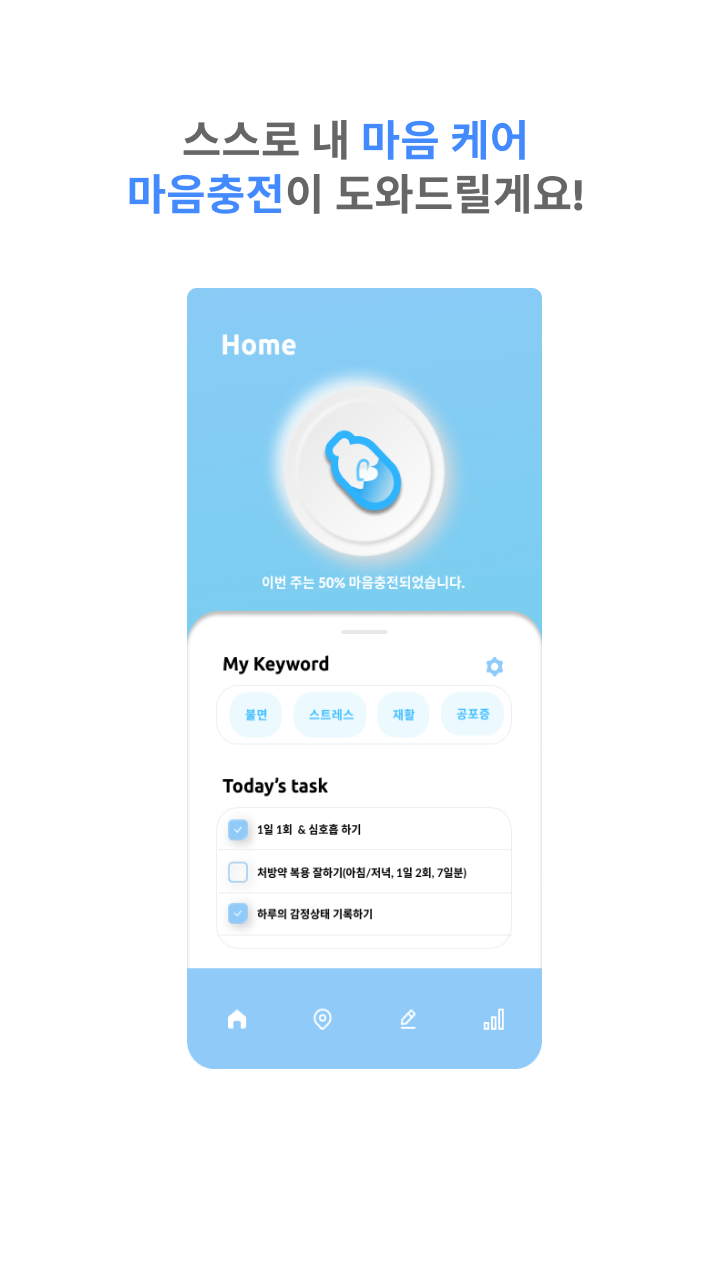 스스로 내 마음 케어
마음충전이 도와드릴게요!
Home
이번 주는 50% 마음충전되었습니다.
My Keyword
불면 스트레스 재활 공포증
Today’s task
1일 1회 & 심호흡 하기
처방약 복용 잘하기(아침/저녁, 1일 2회, 7일분)
하루의 감정상태 기록하기